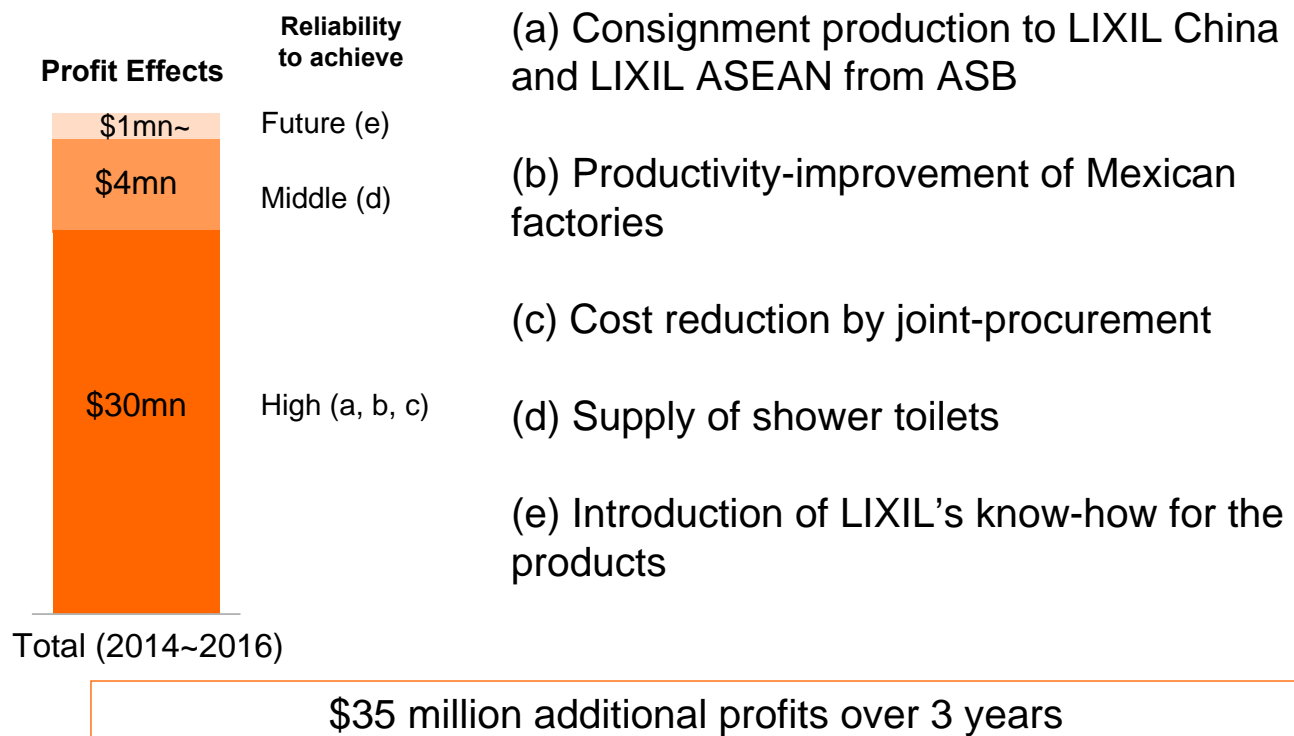 Profit Effects
Reliability
to achieve
$1mn~
Future (e)
$4mn
Middle (d)
$30mn
High (a, b, c)
Total (2014~2016)
(a) Consignment production to LIXIL China
and LIXIL ASEAN from ASB
(b) Productivity-improvement of Mexican
factories
(c) Cost reduction by joint-procurement
(d) Supply of shower toilets
(e) Introduction of LIXIL’s know-how for the
products
$35 million additional profits over 3 years